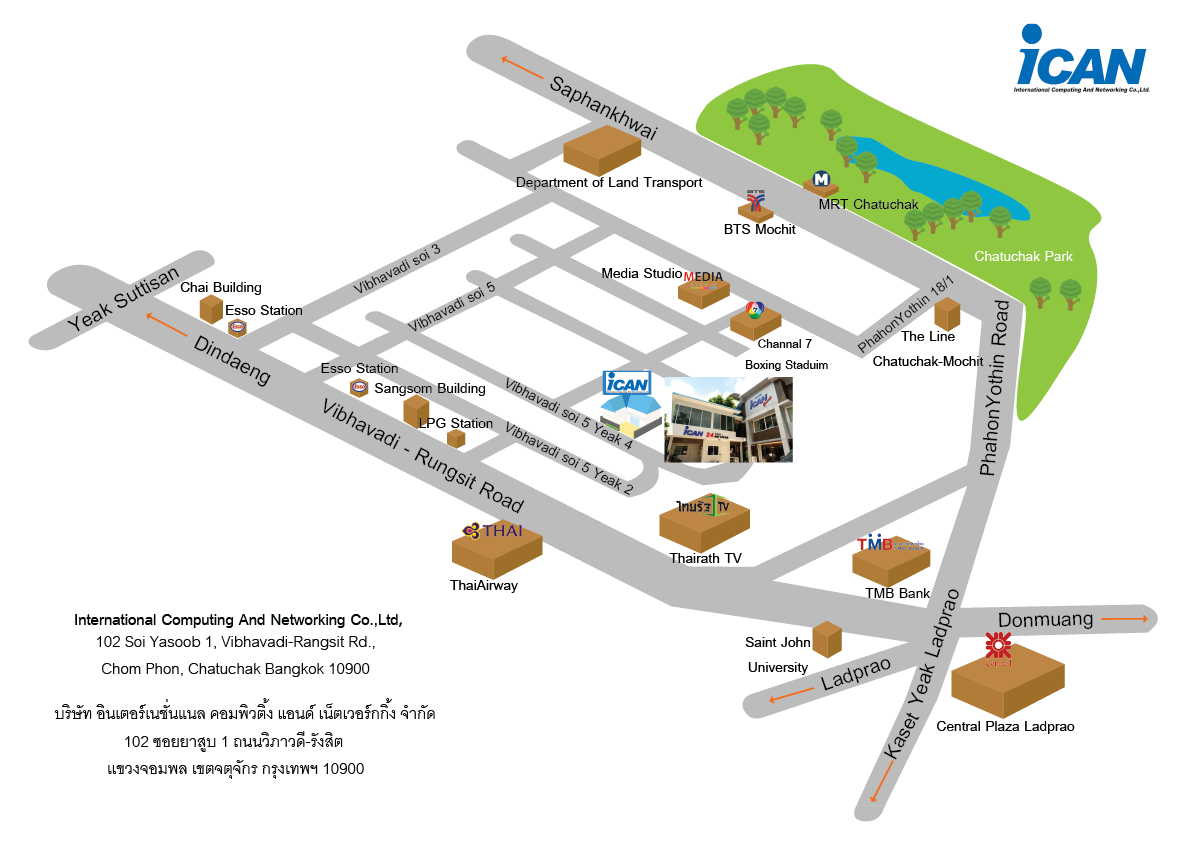 iCAN
International Computing And Networking Co.,Ltd.
Saphankhwai
Department of Land Transport
BTS
BTS Mochit
M
MRT Chatuchak
Chatuchak Park
Yeak Suttisan
Chai Building
Esso Station
Esso
Vibhavadi soi 3
Vibhavadi soi 5
Media Studio
MEDIA
7
Channal 7
Boxing Staduim
PhahonYothin 18/1
The Line
Chatuchak-Mochit
PhahonYothin Road
Dindaeng
Esso Station
Esso
Sangsom Building
LPG Station
Vibhavadi - Rungsit Road
Vibhavadi soi 5 Yeak 4
Vibhavadi soi 5 Yeak 2
iCAN
iCAN
iCAN 24
THAI
ThaiAirway
ไทยรัฐ TV
Thairath TV
TMB
TMB BANK
TMB Bank
Saint John
University
Ladprao
Kaset Yeak Ladprao
Donmuang
Central
Central Plaza Ladprao
International Computing And Networking Co.,Ltd,
102 Soi Yasoob 1, Vibhavadi-Rangsit Rd.,
Chom Phon, Chatuchak Bangkok 10900
บริษัท อินเตอร์เนชั่นแนล คอมพิวติ้ง แอนด์ เน็ตเวอร์กกิ้ง จำกัด
102 ซอยยาสูบ 1 ถนนวิภาวดี-รังสิต
แขวงจอมพล เขตจตุจักร กรุงเทพฯ 10900